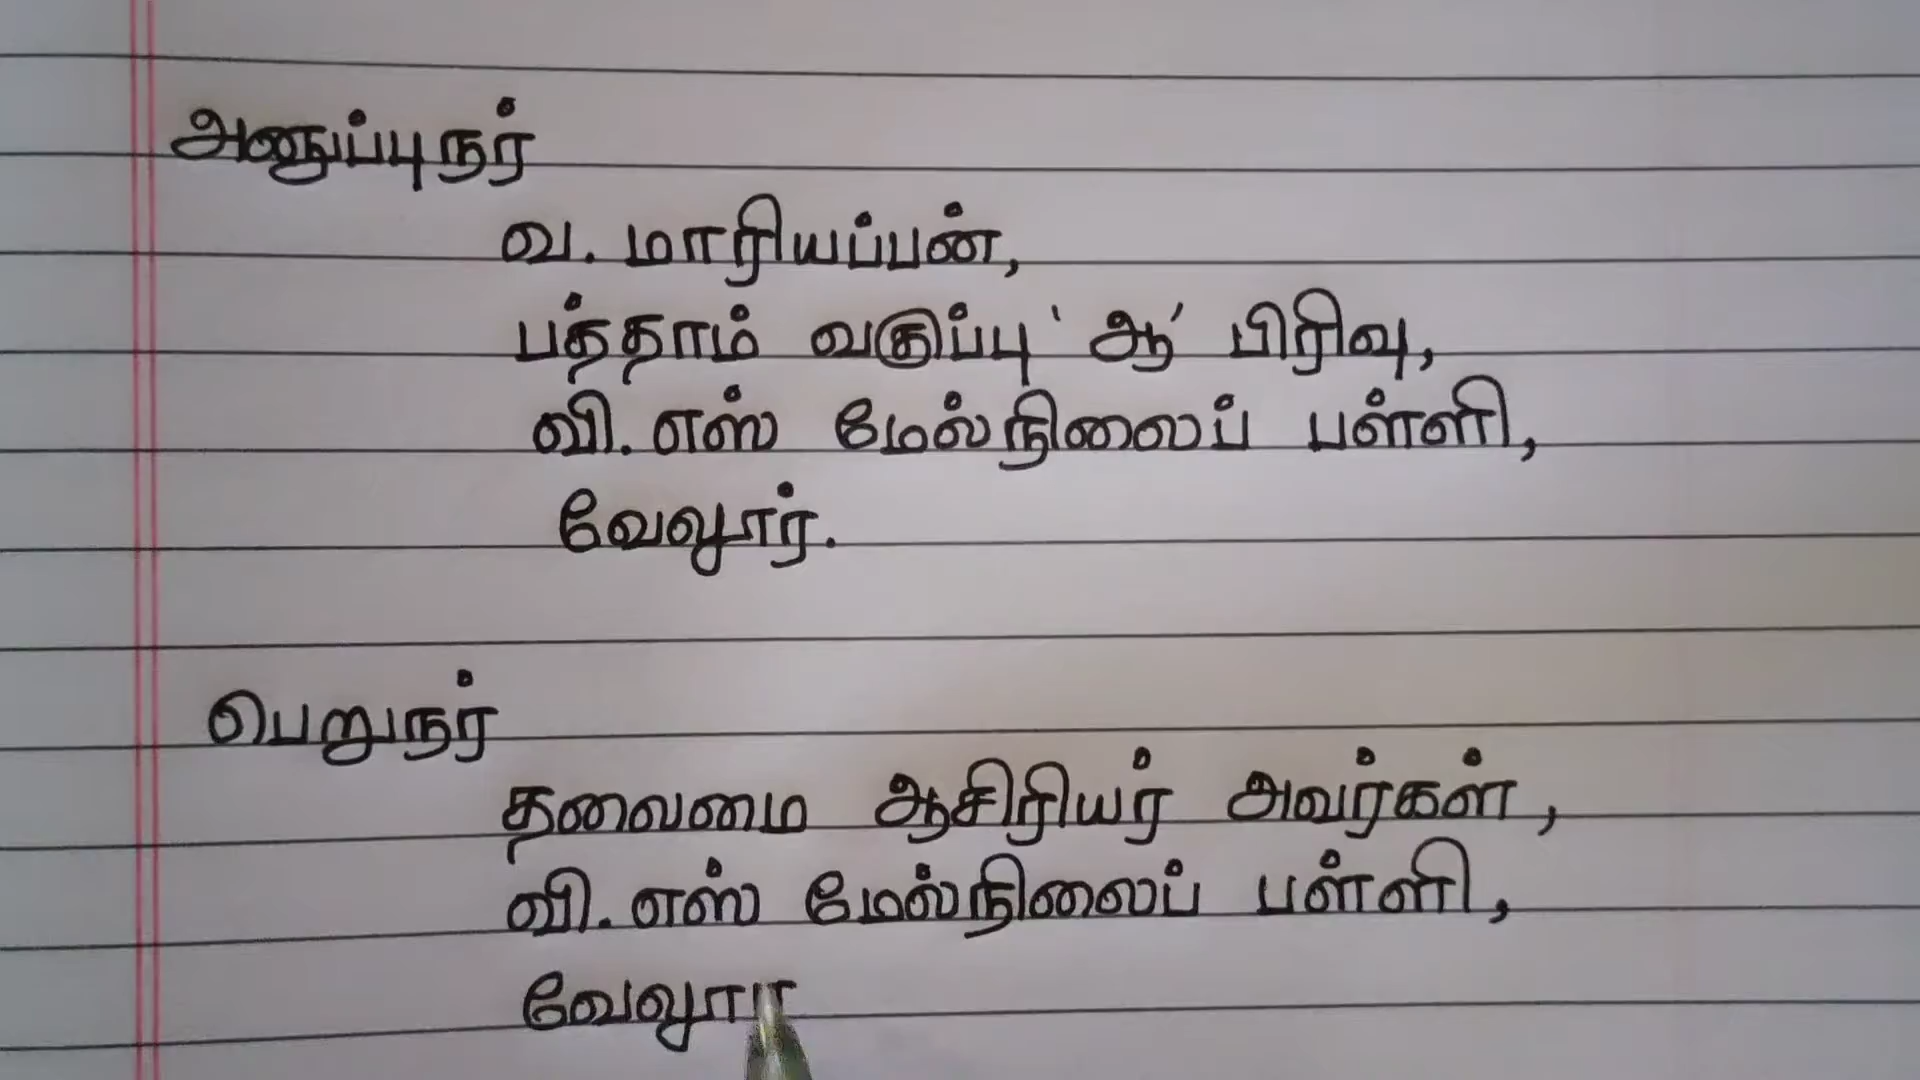 அனுப்புநர்
வ. மாரியப்பன்,
பத்தாம் வகுப்பு 'ஆ' பிரிவு,
வி.எஸ் மேல்நிலைப் பள்ளி,
வேலூர்.
பெறுநர்
தலைமை ஆசிரியர் அவர்கள்,
வி.எஸ் மேல்நிலைப் பள்ளி,
வேலூர